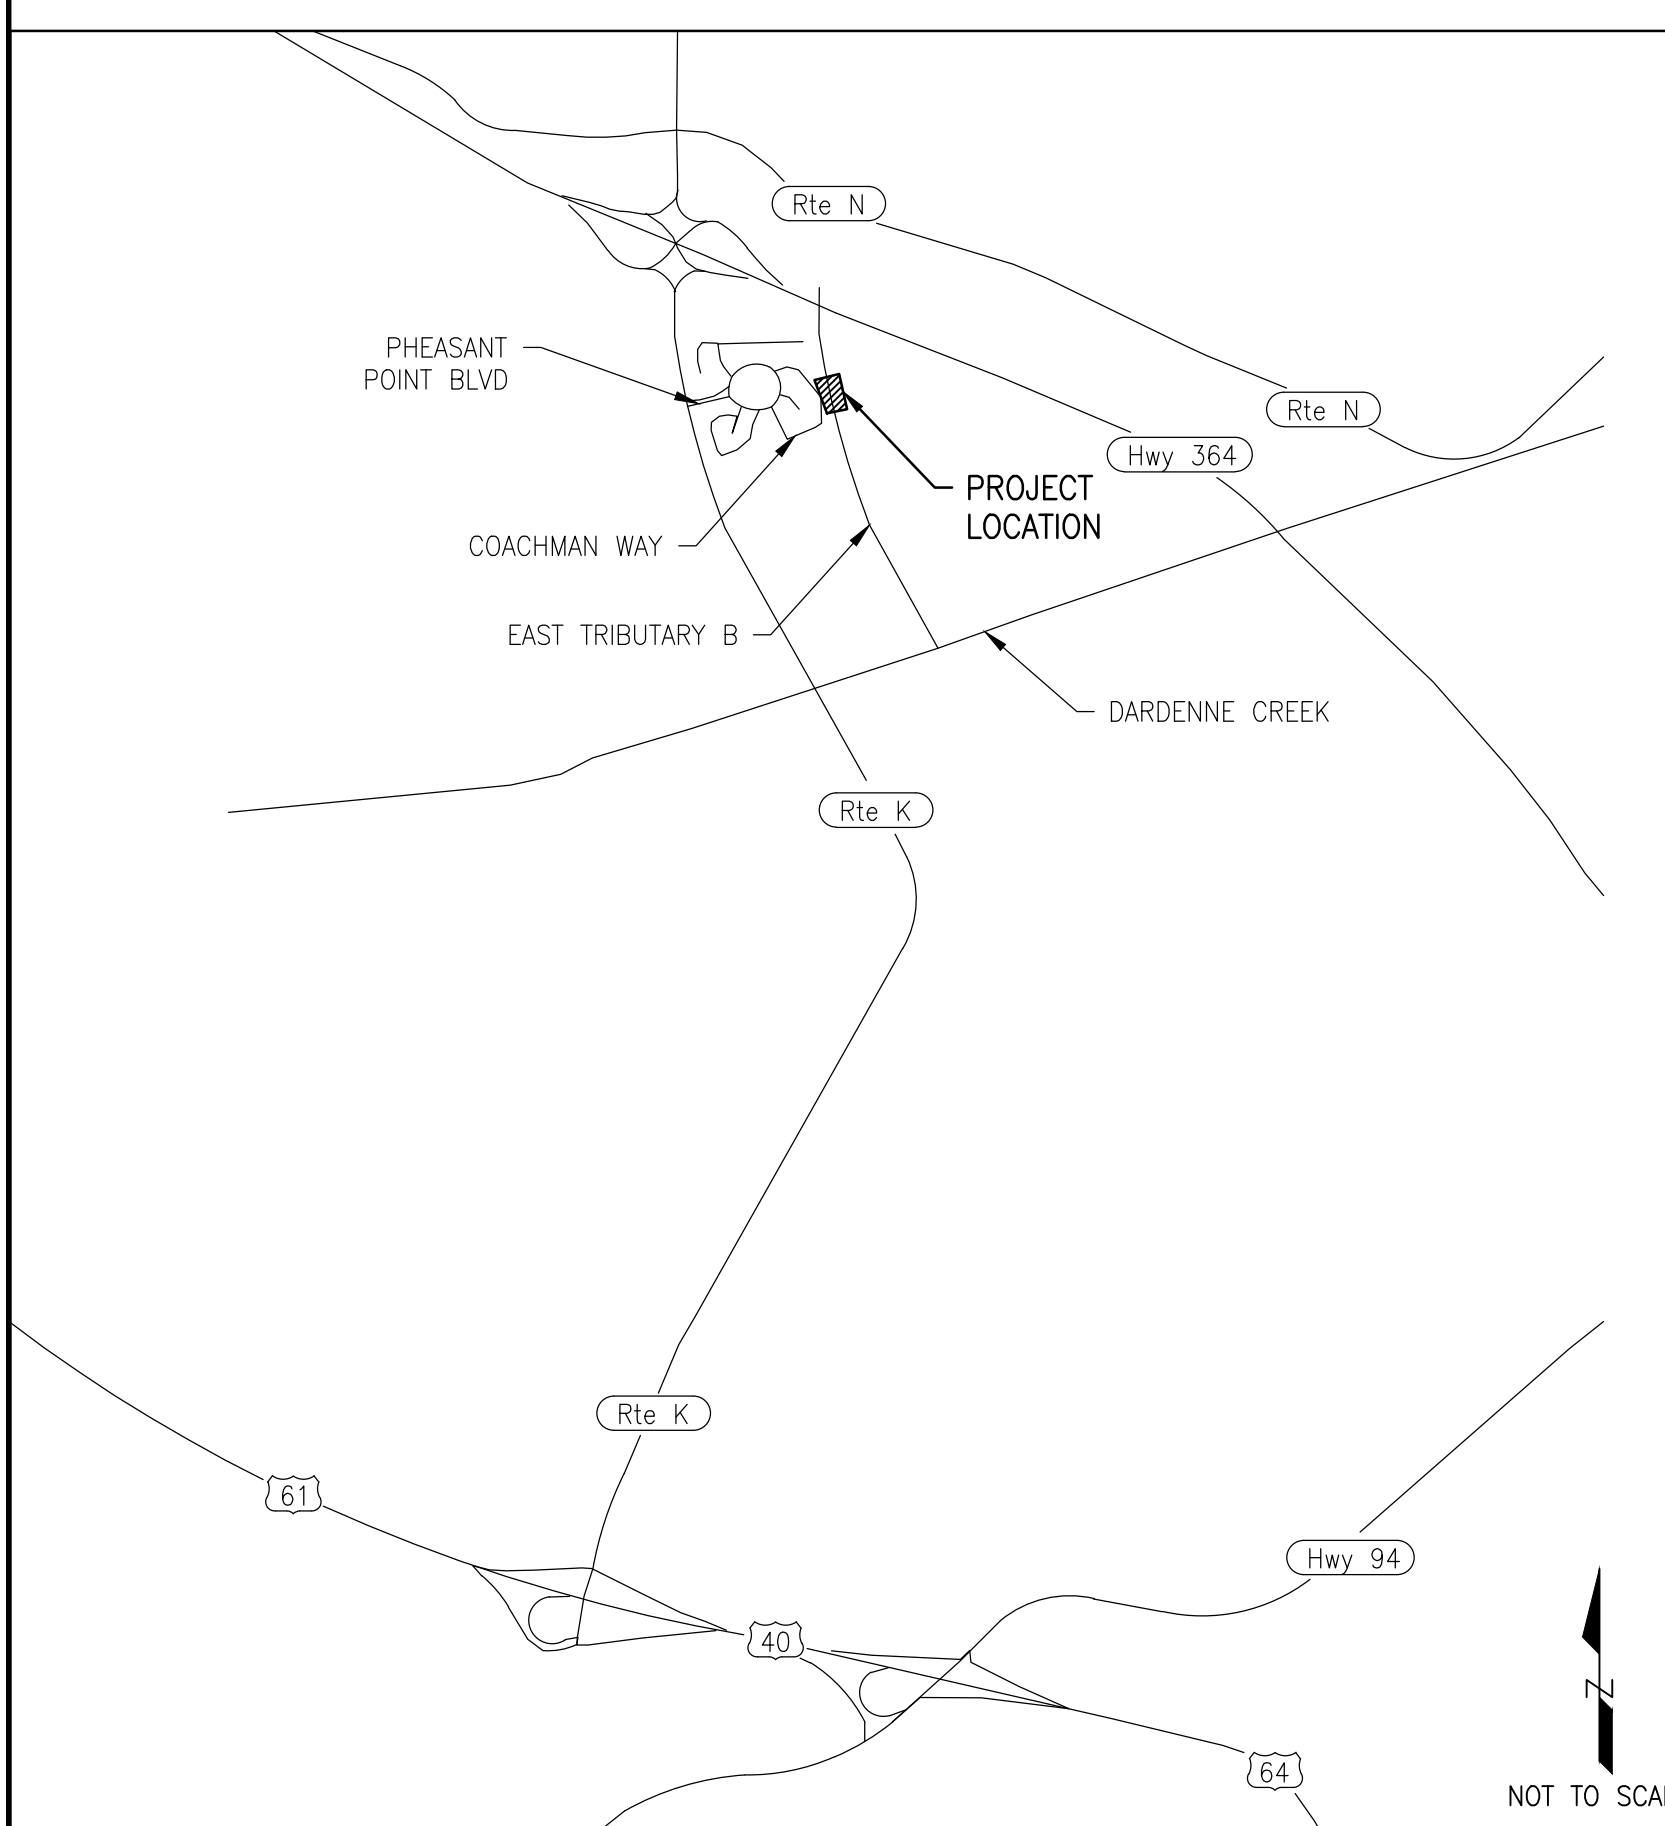 Rte N
PHEASANT
POINT BLVD
Rte N
Hwy 364
PROJECT
LOCATION
COACHMAN WAY
EAST TRIBUTARY B
DARDENNE CREEK
Rte K
Rte K
61
Hwy 94
40
N
64
NOT TO SCA